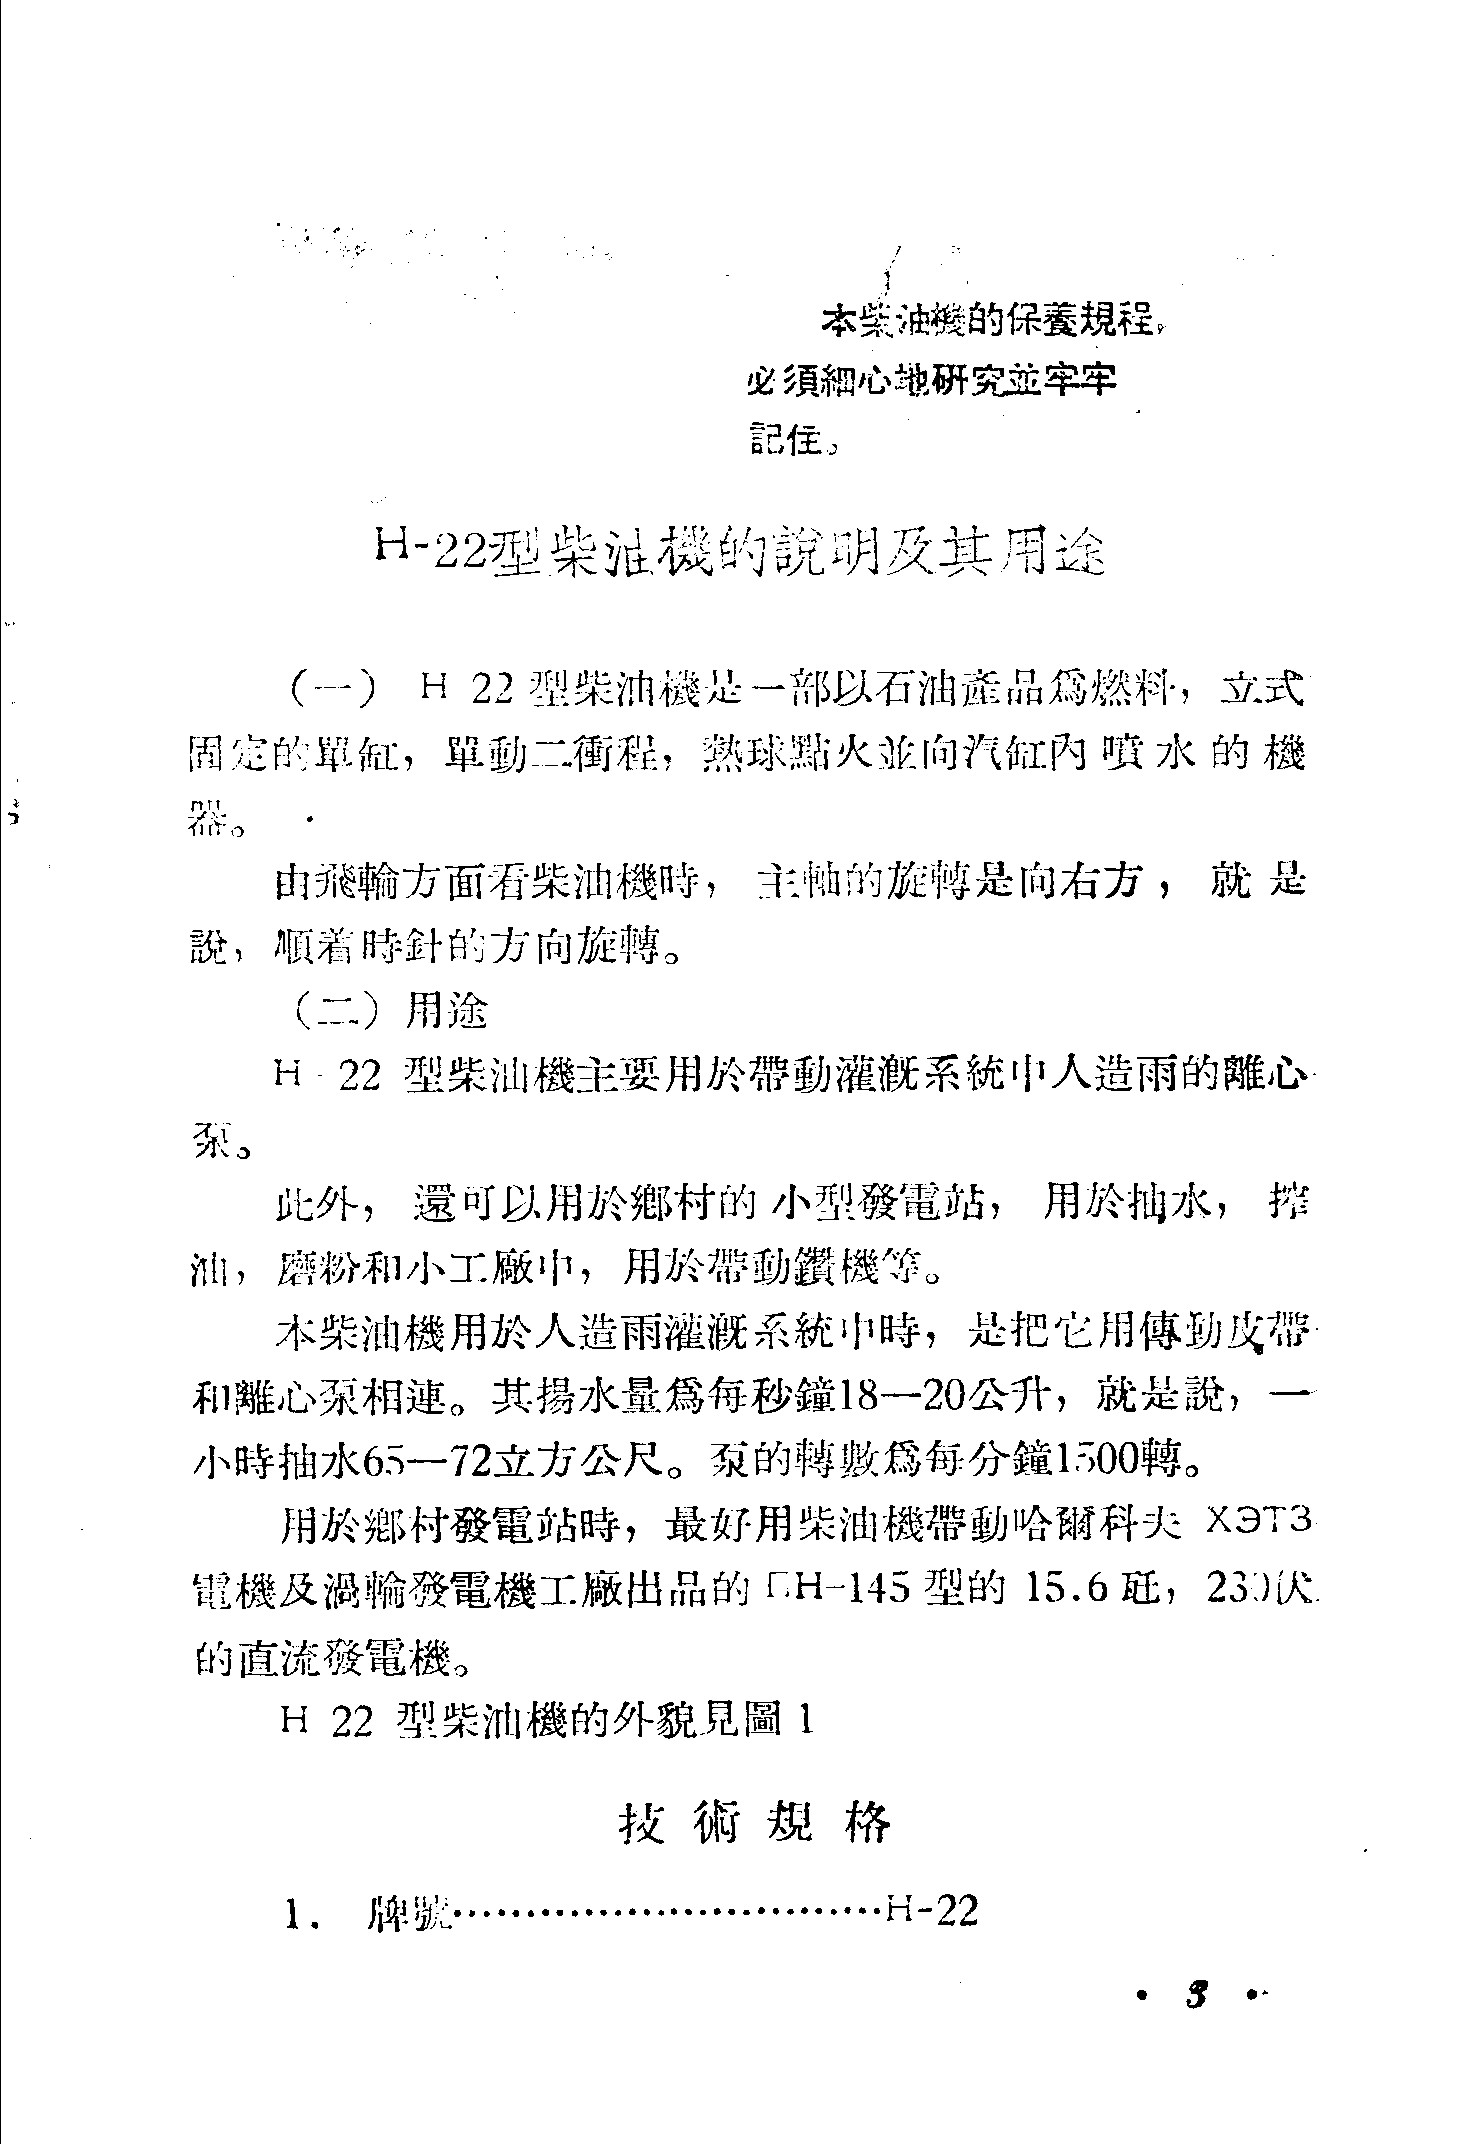 本柴油機的保養規程，
必須細心地研究並牢牢
記住。
H-22型柴油機的說明及其用途
（一） H 22 型柴油機是一部以石油產品爲燃料，立式
固定的單缸，單動二衝程，熱球點火並向汽缸內噴水的機
器。
由飛輪方面看柴油機時，主軸的旋轉是向右方，就是
說，順着時針的方向旋轉。
（二）用途
H-22 型柴油機主要用於帶動灌漑系統中人造雨的離心
泵。
此外，還可以用於鄉村的小型發電站，用於抽水，搾
油，磨粉和小工廠中，用於帶動鑽機等。
本柴油機用於人造雨灌漑系統中時，是把它用傳動皮帶
和離心泵相連。其揚水量爲每秒鐘18—20公升，就是說，一
小時抽水65—72立方公尺。泵的轉數爲每分鐘1500轉。
用於鄉村發電站時，最好用柴油機帶動哈爾科夫 ХЭТЗ
電機及渦輪發電機工廠出品的 ПН-145 型的 15.6 瓩，230伏
的直流發電機。
H 22 型柴油機的外貌見圖 1
技術規格
1. 牌號…………………………H-22
· 3 ·